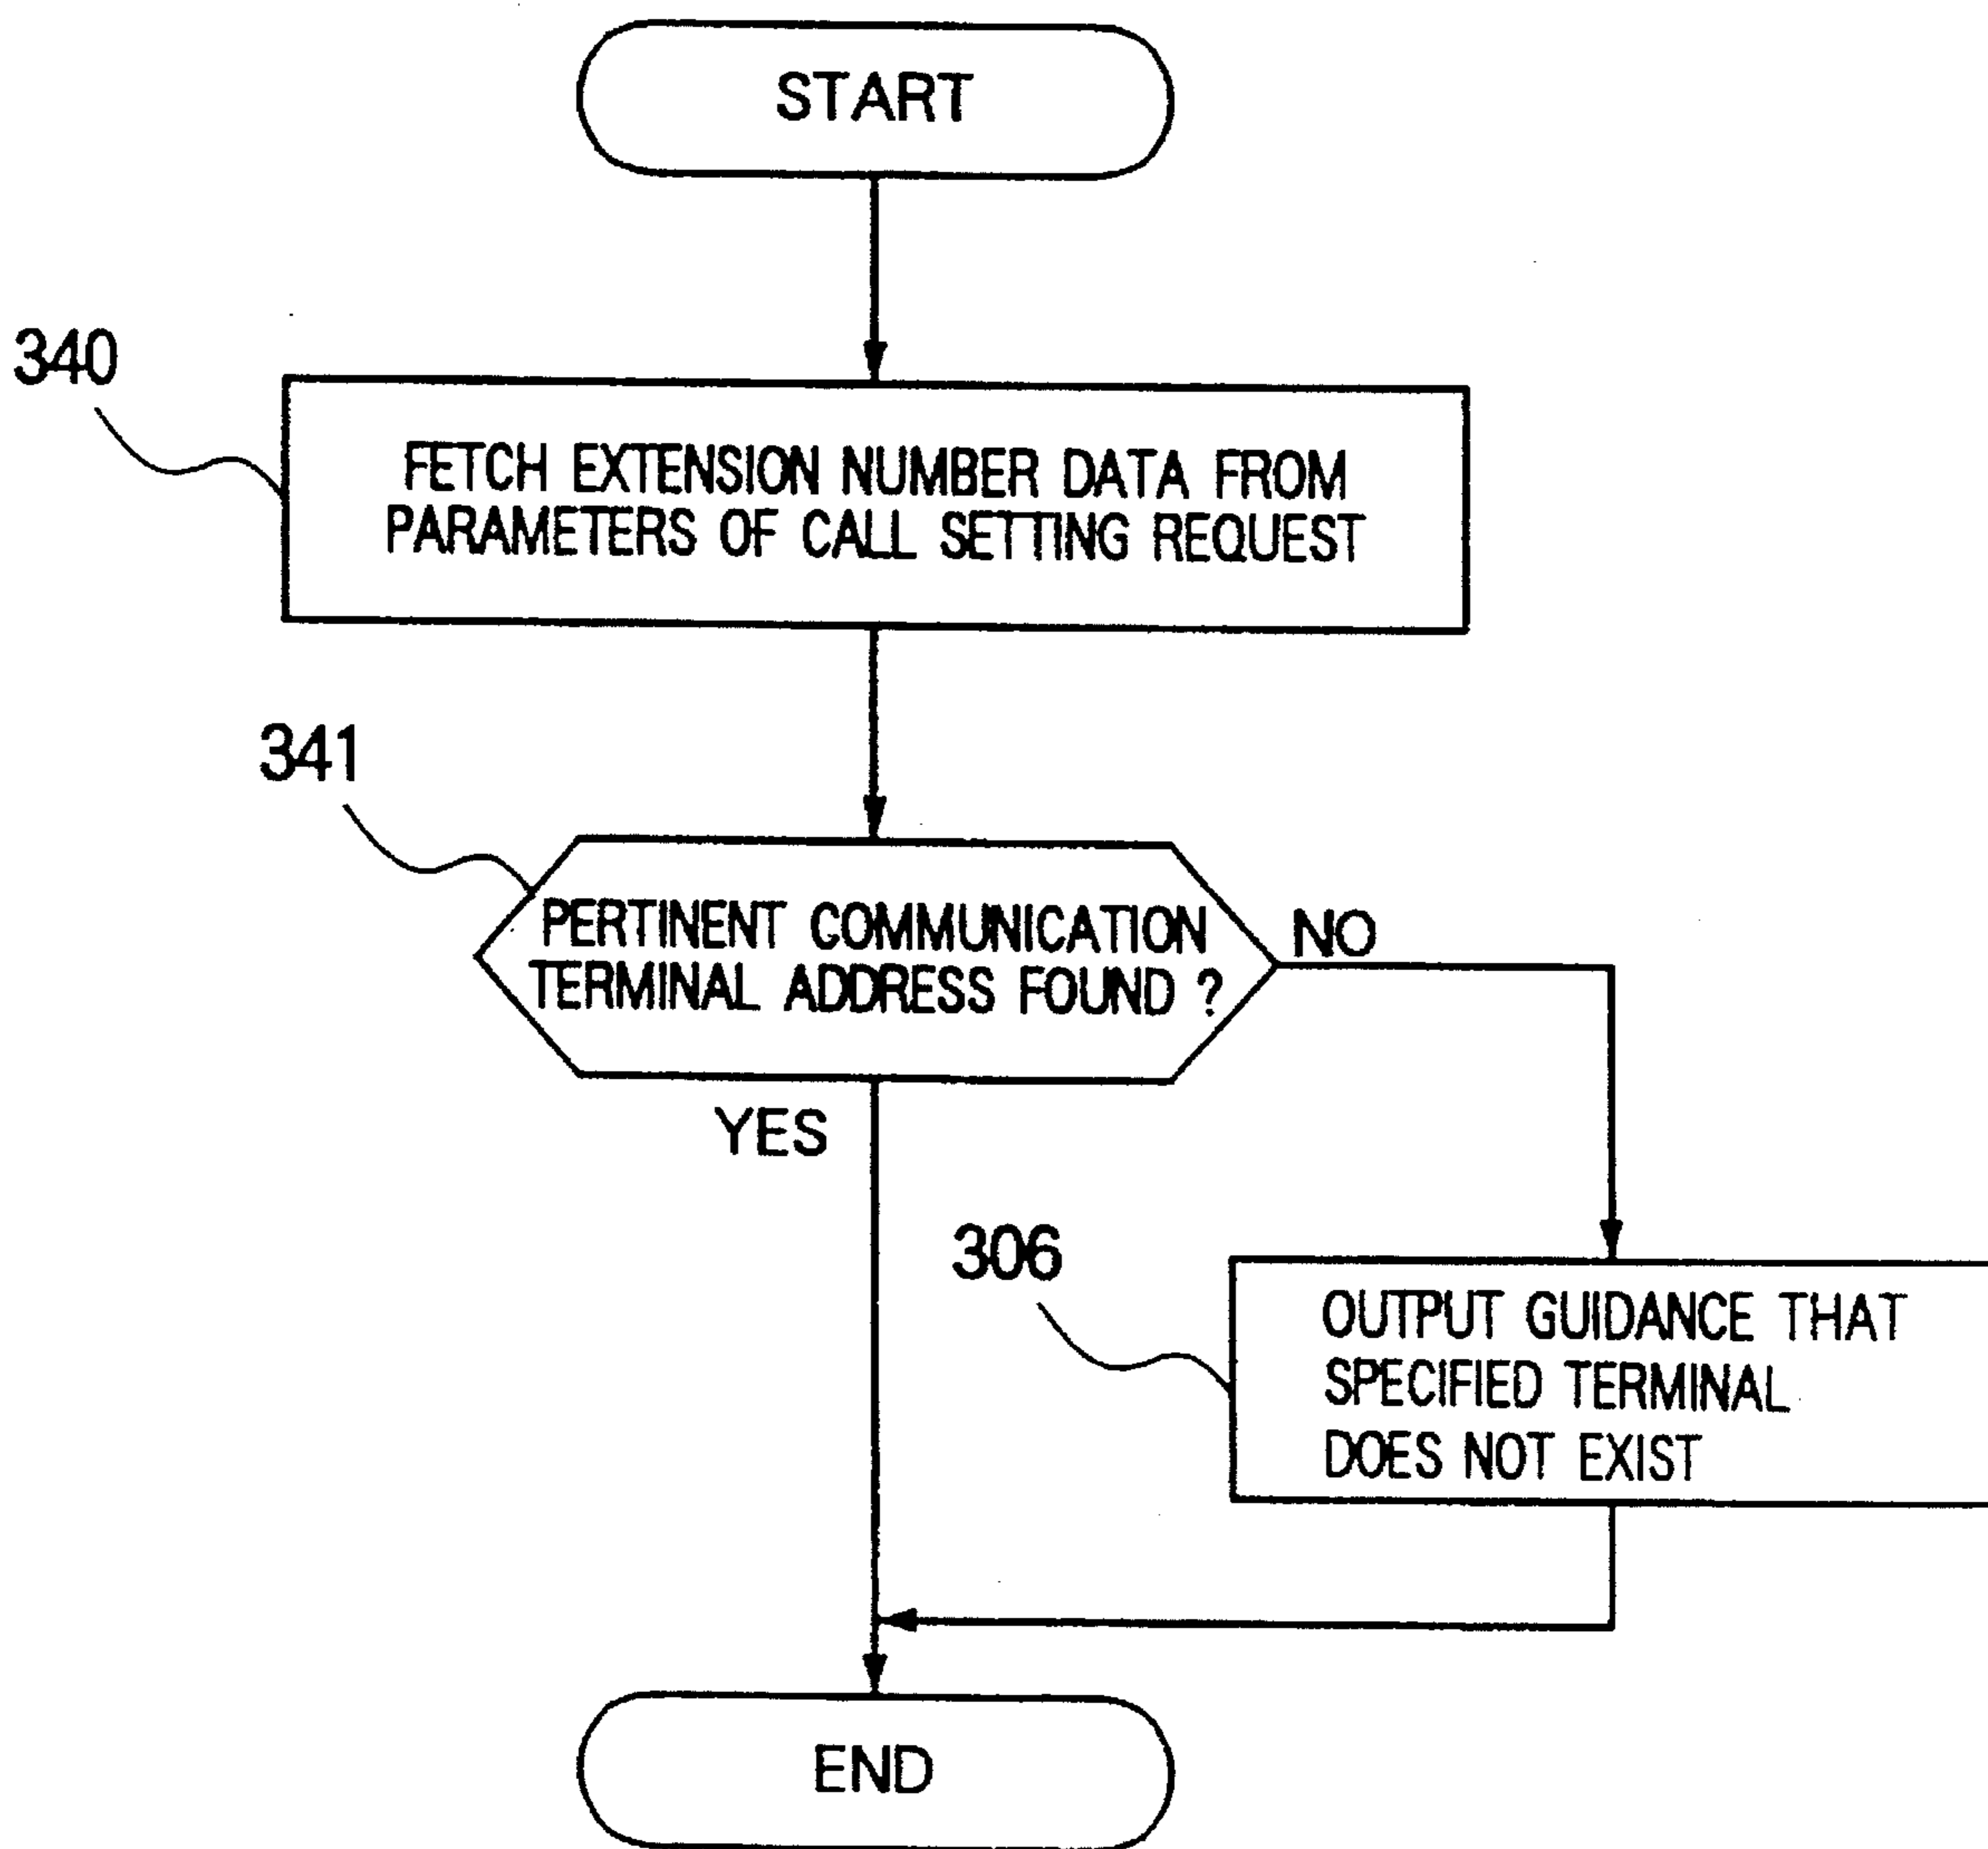 START
340
FETCH EXTENSION NUMBER DATA FROM
PARAMETERS OF CALL SETTING REQUEST
341
PERTINENT COMMUNICATION
TERMINAL ADDRESS FOUND ?
NO
YES
306
OUTPUT GUIDANCE THAT
SPECIFIED TERMINAL
DOES NOT EXIST
END